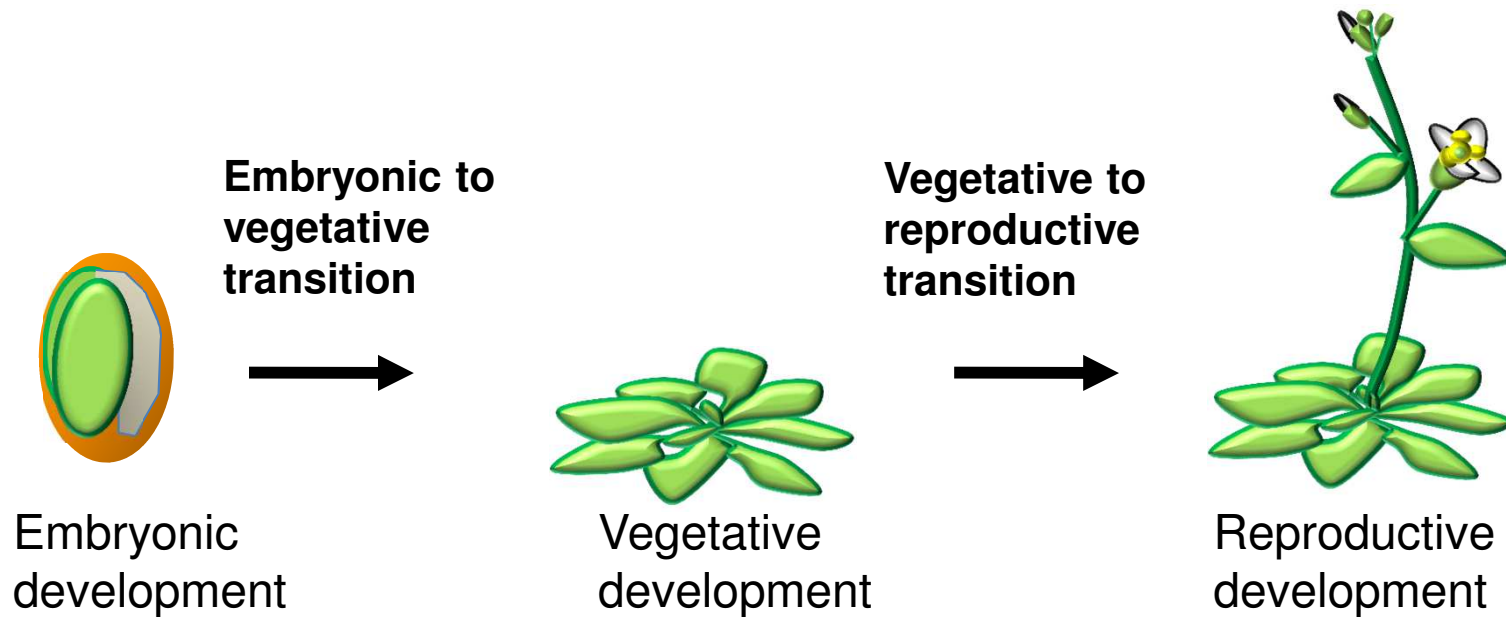 Embryonic to
vegetative
transition
Vegetative to
reproductive
transition
Embryonic
development
Vegetative
development
Reproductive
development